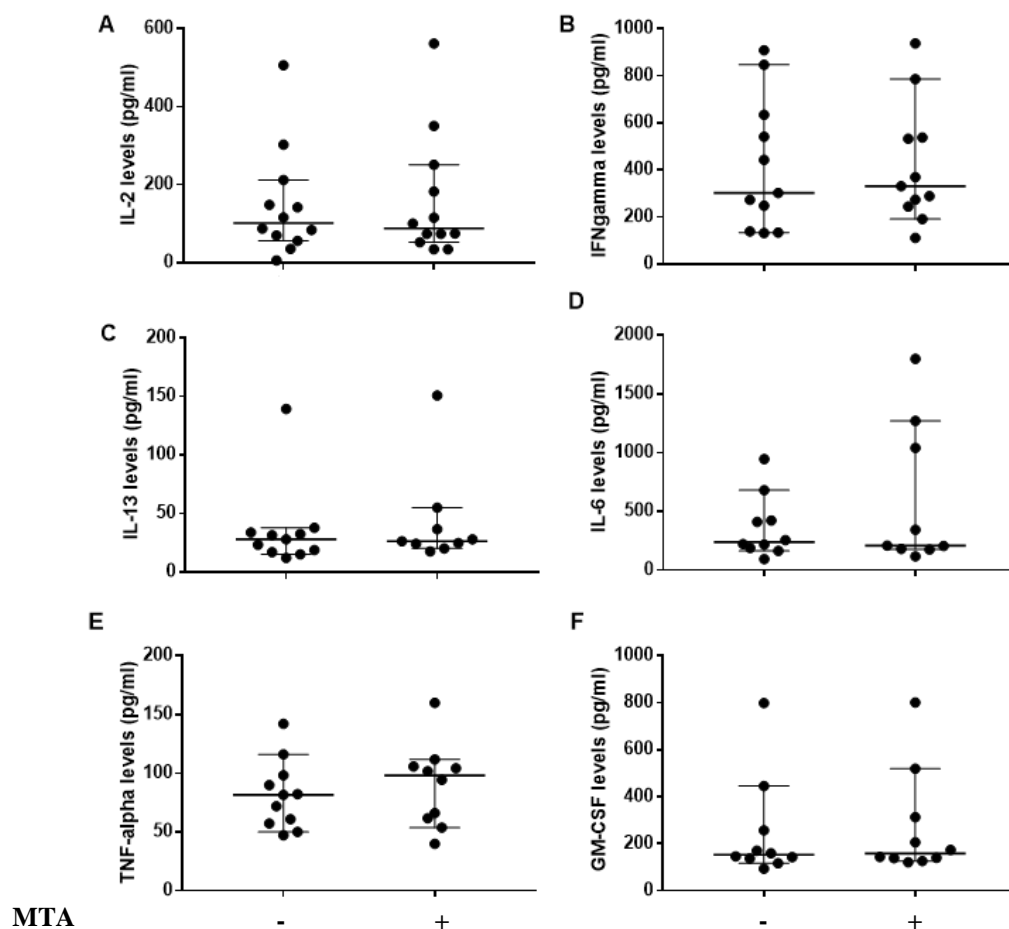 A
IL-2 levels (pg/ml)
600
400
200
0
B
IFNgamma levels (pg/ml)
1000
800
600
400
200
0
C
IL-13 levels (pg/ml)
200
150
100
50
0
D
IL-6 levels (pg/ml)
2000
1500
1000
500
0
E
TNF-alpha levels (pg/ml)
200
150
100
50
0
F
GM-CSF levels (pg/ml)
1000
800
600
400
200
0
MTA - + - +